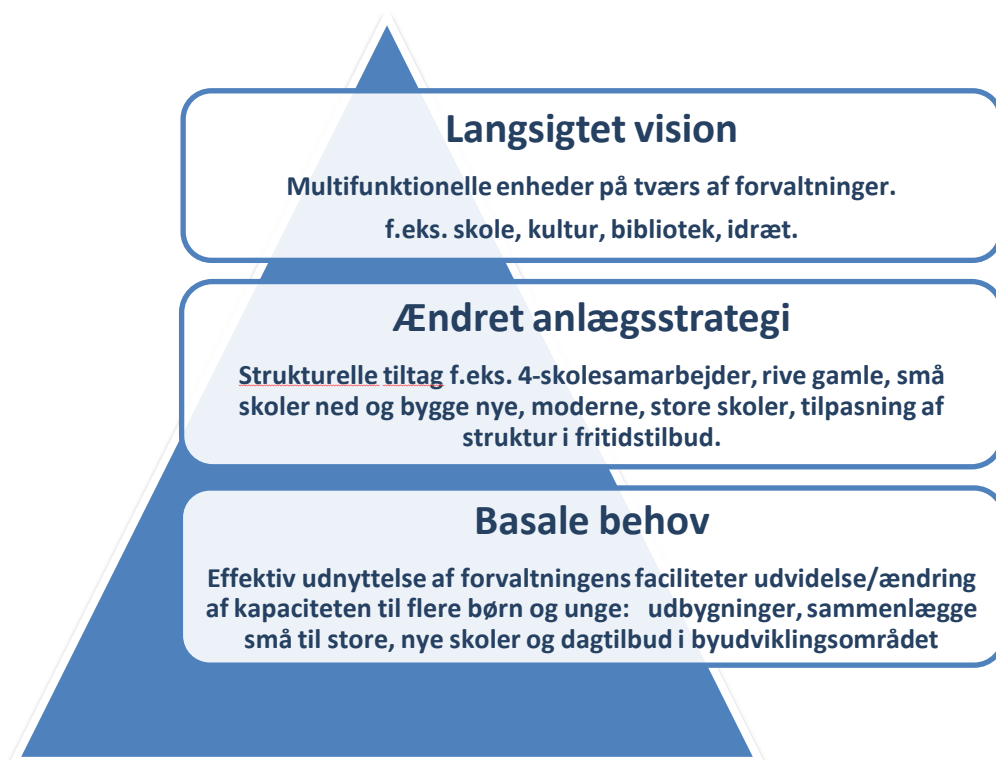 Langsigtet vision
Multifunktionelle enheder på tværs af forvaltninger.
f.eks. skole, kultur, bibliotek, idræt.
Ændret anlægsstrategi
Strukturelle tiltag f.eks. 4-skolesamarbejder, rive gamle, små
skoler ned og bygge nye, moderne, store skoler, tilpasning af
struktur i fritidstilbud.
Basale behov
Effektiv udnyttelse af forvaltningens faciliteter udvidelse/ændring
af kapaciteten til flere børn og unge: udbygninger, sammenlægge
små til store, nye skoler og dagtilbud i byudviklingsområdet